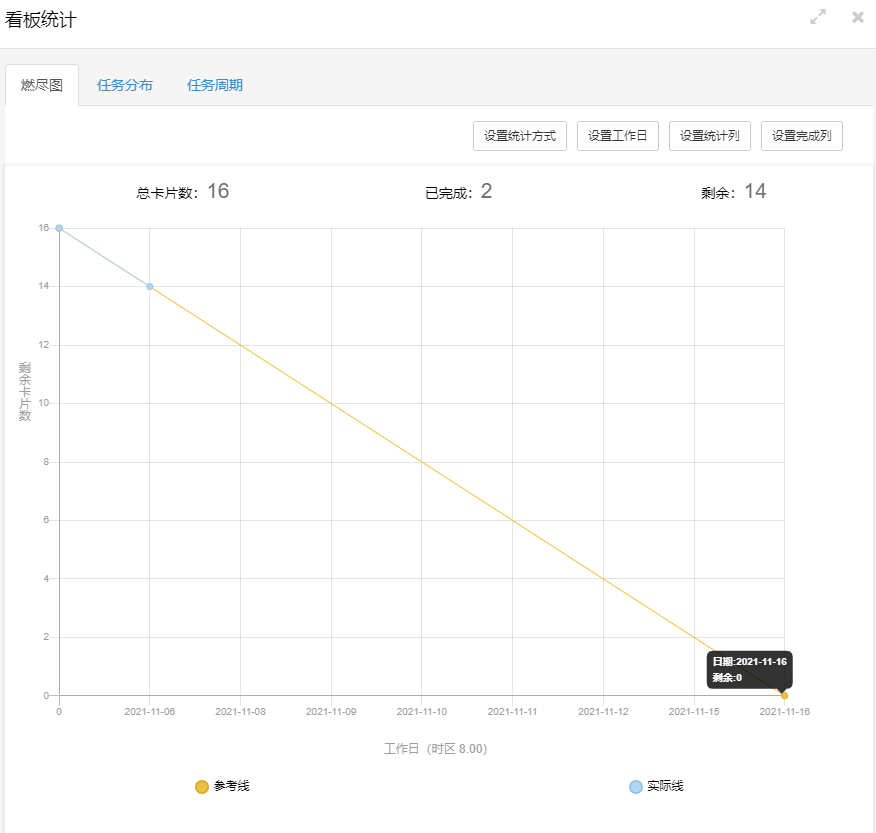 看板统计
燃尽图 任务分布 任务周期
设置统计方式 设置工作日 设置统计列 设置完成列
总卡片数：16 已完成：2 剩余：14
16
14
12
10
8
6
4
2
0
剩余卡片数
日期:2021-11-16
剩余:0
0 2021-11-06 2021-11-08 2021-11-09 2021-11-10 2021-11-11 2021-11-12 2021-11-15 2021-11-16
工作日（时区 8.00）
参考线 实际线